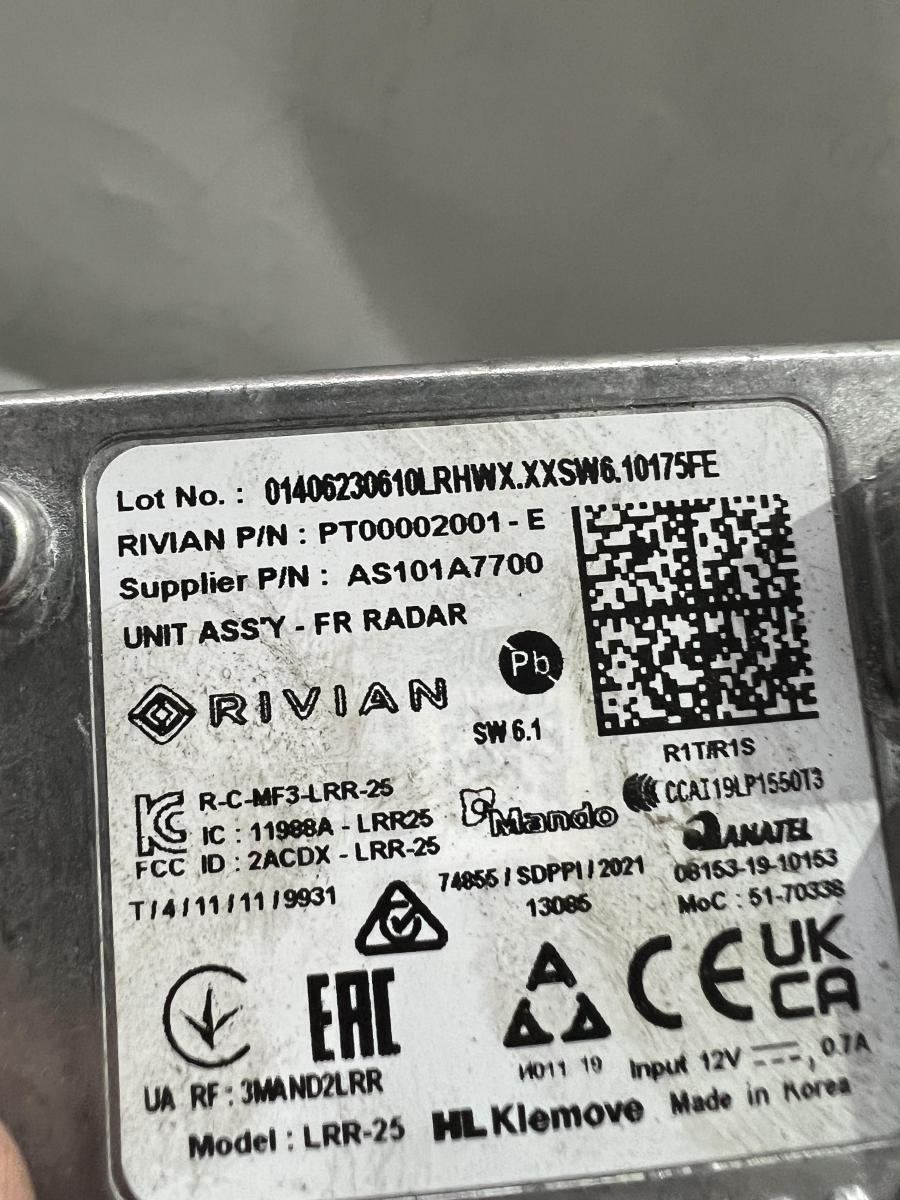 Lot No. : 01406230610LRHWX.XXSW6.10175FE
RIVIAN P/N : PT00002001 - E
Supplier P/N : AS101A7700
UNIT ASS'Y - FR RADAR
Pb
RIVIAN
SW 6.1
R1T/R1S
R-C-MF3-LRR-25
IC : 11988A - LRR25
FCC ID : 2ACDX - LRR-25
Mando
CCAI19LP1550T3
ANATEL
T/4/11/11/9931
74855 / SDPPI / 2021
13085
08153-19-10153
MoC : 51-70338
EAC
CE
UK
CA
UA RF : 3MAND2LRR
Input 12V , 0.7A
Model : LRR-25
HL Klemove
Made in Korea